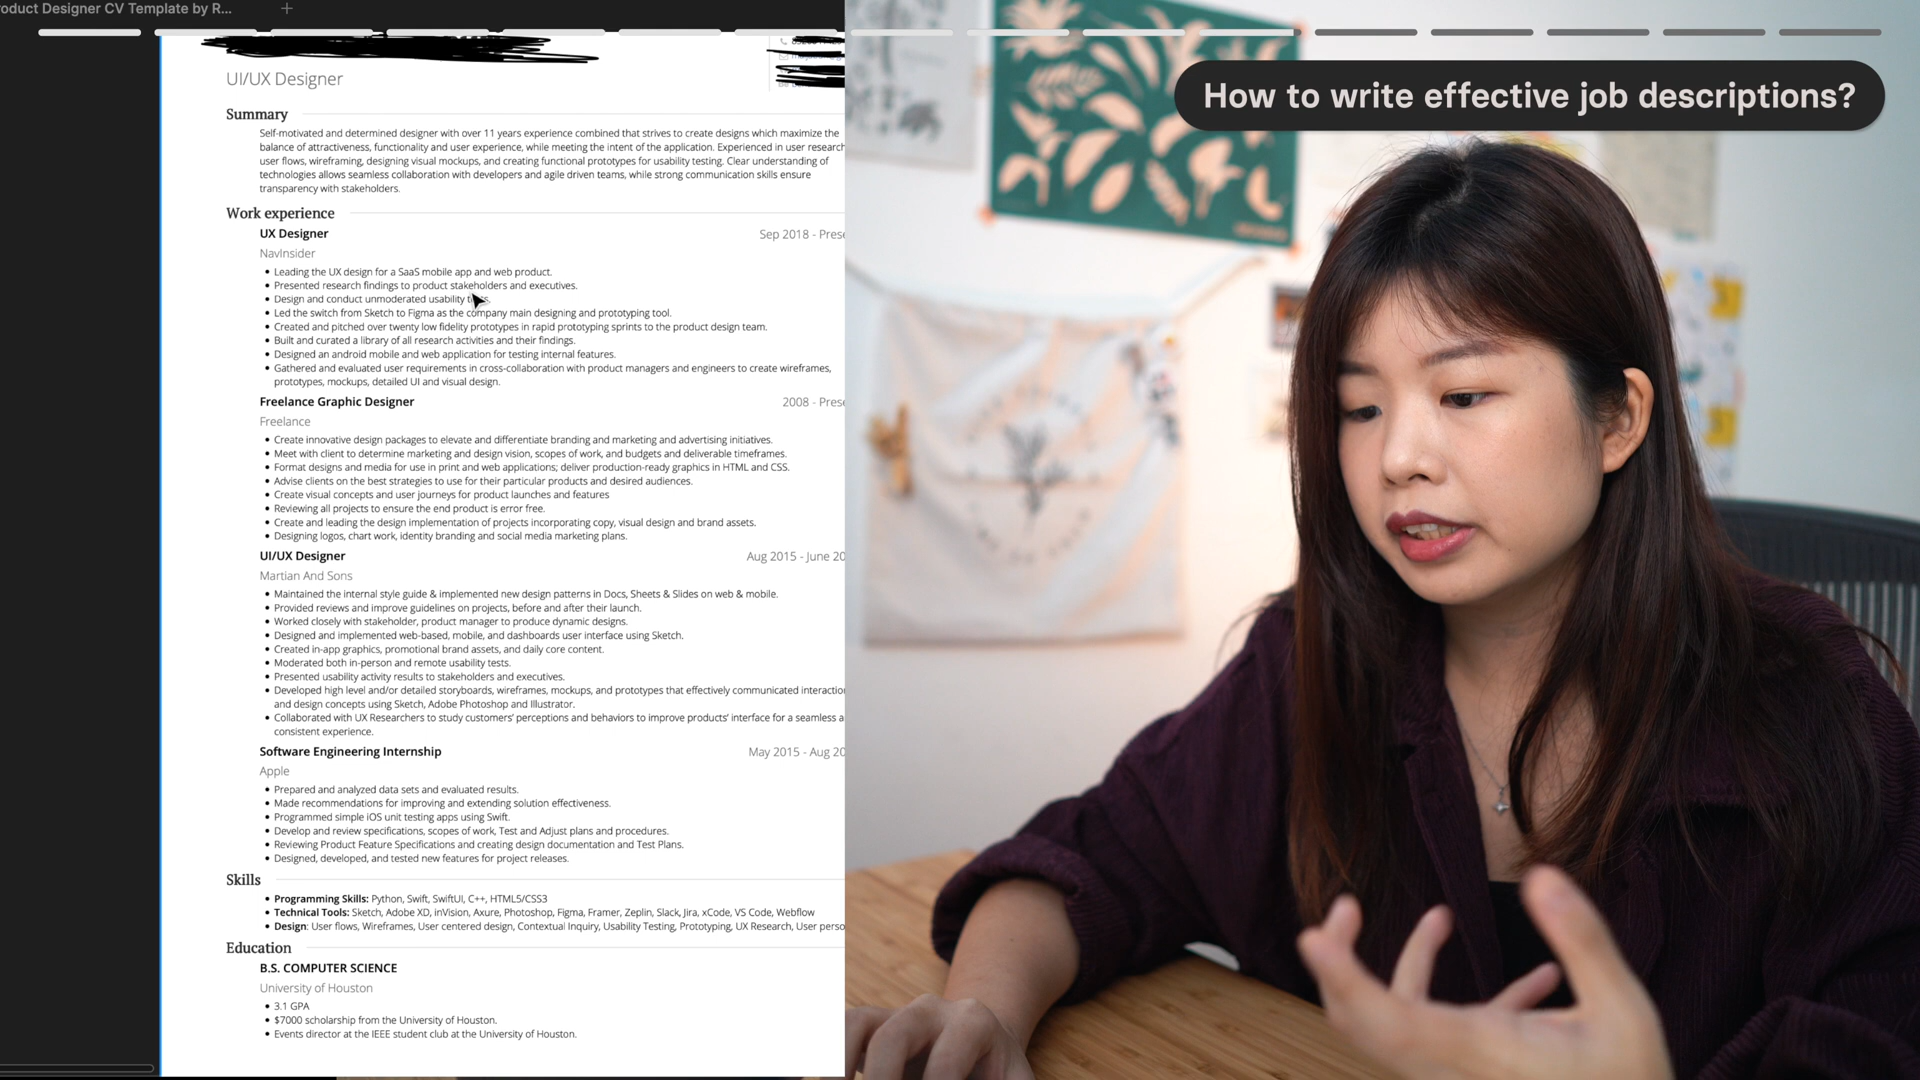 roduct Designer CV Template by R...
How to write effective job descriptions?
UI/UX Designer
Summary
Self-motivated and determined designer with over 11 years experience combined that strives to create designs which maximize the
balance of attractiveness, functionality and user experience, while meeting the intent of the application. Experienced in user research
user flows, wireframing, designing visual mockups, and creating functional prototypes for usability testing. Clear understanding of
technologies allows seamless collaboration with developers and agile driven teams, while strong communication skills ensure
transparency with stakeholders.
Work experience
UX Designer
Sep 2018 - Prese
NavInsider
• Leading the UX design for a SaaS mobile app and web product.
• Presented research findings to product stakeholders and executives.
• Design and conduct unmoderated usability
• Led the switch from Sketch to Figma as the company main designing and prototyping tool.
• Created and pitched over twenty low fidelity prototypes in rapid prototyping sprints to the product design team.
• Built and curated a library of all research activities and their findings.
• Designed an android mobile and web application for testing internal features.
• Gathered and evaluated user requirements in cross-collaboration with product managers and engineers to create wireframes,
prototypes, mockups, detailed UI and visual design.
Freelance Graphic Designer
2008 - Prese
Freelance
• Create innovative design packages to elevate and differentiate branding and marketing and advertising initiatives.
• Meet with client to determine marketing and design vision, scopes of work, and budgets and deliverable timeframes.
• Format designs and media for use in print and web applications; deliver production-ready graphics in HTML and CSS.
• Advise clients on the best strategies to use for their particular products and desired audiences.
• Create visual concepts and user journeys for product launches and features
• Reviewing all projects to ensure the end product is error free.
• Create and leading the design implementation of projects incorporating copy, visual design and brand assets.
• Designing logos, chart work, identity branding and social media marketing plans.
UI/UX Designer
Aug 2015 - June 20
Martian And Sons
• Maintained the internal style guide & implemented new design patterns in Docs, Sheets & Slides on web & mobile.
• Provided reviews and improve guidelines on projects, before and after their launch.
• Worked closely with stakeholder, product manager to produce dynamic designs.
• Designed and implemented web-based, mobile, and dashboards user interface using Sketch.
• Created in-app graphics, promotional brand assets, and daily core content.
• Moderated both in-person and remote usability tests.
• Presented usability activity results to stakeholders and executives.
• Developed high level and/or detailed storyboards, wireframes, mockups, and prototypes that effectively communicated interactio
and design concepts using Sketch, Adobe Photoshop and Illustrator.
• Collaborated with UX Researchers to study customers' perceptions and behaviors to improve products' interface for a seamless a
consistent experience.
Software Engineering Internship
May 2015 - Aug 20
Apple
• Prepared and analyzed data sets and evaluated results.
• Made recommendations for improving and extending solution effectiveness.
• Programmed simple iOS unit testing apps using Swift.
• Develop and review specifications, scopes of work, Test and Adjust plans and procedures.
• Reviewing Product Feature Specifications and creating design documentation and Test Plans.
• Designed, developed, and tested new features for project releases.
Skills
• Programming Skills: Python, Swift, SwiftUI, C++, HTML5/CSS3
• Technical Tools: Sketch, Adobe XD, inVision, Axure, Photoshop, Figma, Framer, Zeplin, Slack, Jira, xCode, VS Code, Webflow
• Design: User flows, Wireframes, User centered design, Contextual Inquiry, Usability Testing, Prototyping, UX Research, User perso
Education
B.S. COMPUTER SCIENCE
University of Houston
• 3.1 GPA
• $7000 scholarship from the University of Houston.
• Events director at the IEEE student club at the University of Houston.